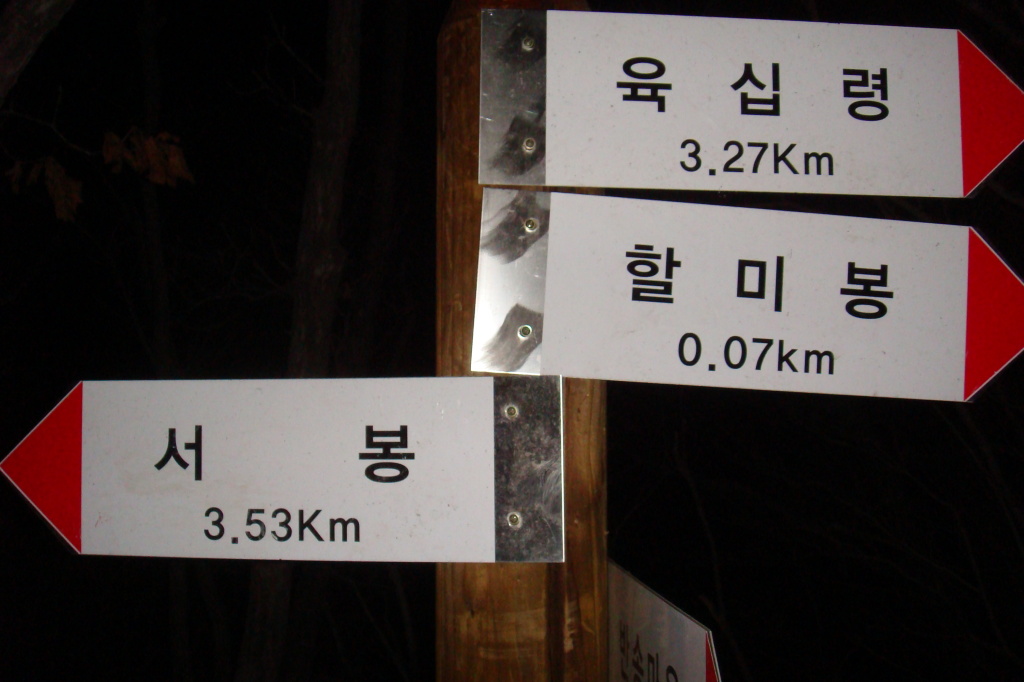 육 십 령
3.27Km
할 미 봉
0.07km
서 봉
3.53Km